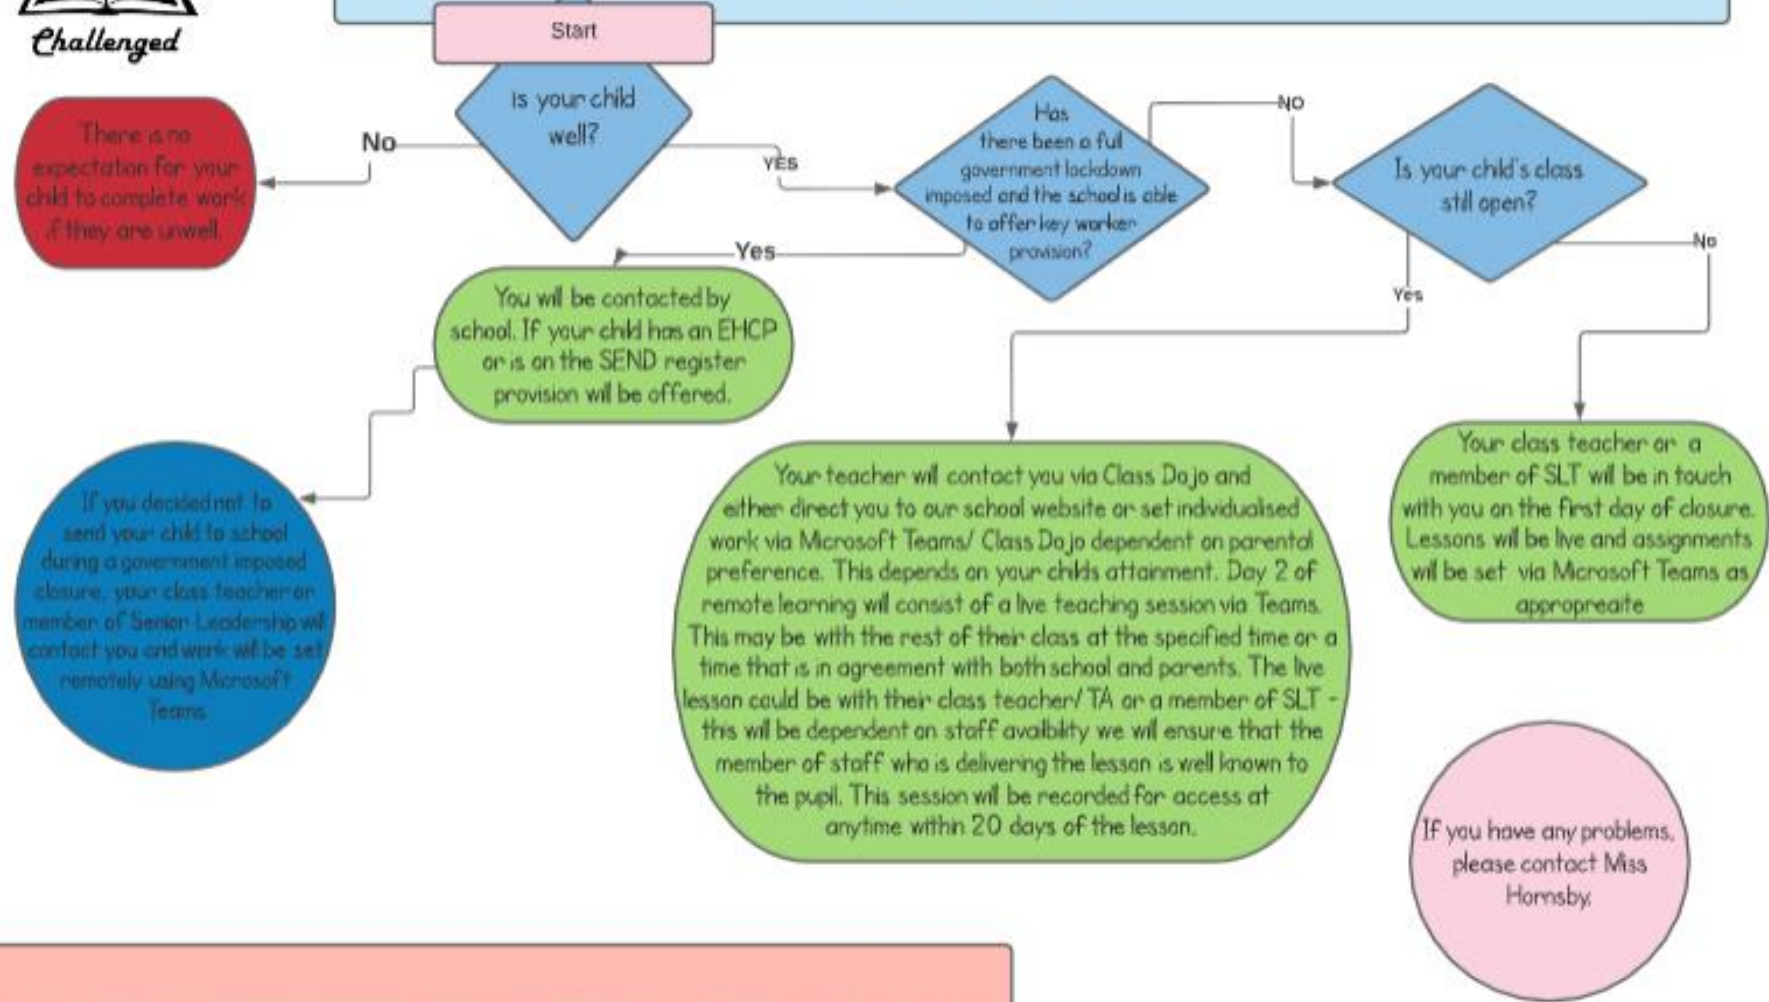 Challenged
Start
Is your child
well?
No
YES
There is no
expectation for your
child to complete work
if they are unwell.
Has
there been a full
government lockdown
imposed and the school is able
to offer key worker
provision?
NO
Yes
Is your child's class
still open?
No
Yes
You will be contacted by
school. If your child has an EHCP
or is on the SEND register
provision will be offered.
If you decided not to
send your child to school
during a government imposed
closure, your class teacher or
member of Senior Leadership will
contact you and work will be set
remotely using Microsoft
Teams
Your teacher will contact you via Class Dojo and
either direct you to our school website or set individualised
work via Microsoft Teams/ Class Dojo dependent on parental
preference. This depends on your childs attainment. Day 2 of
remote learning will consist of a live teaching session via Teams.
This may be with the rest of their class at the specified time or a
time that is in agreement with both school and parents. The live
lesson could be with their class teacher/ TA or a member of SLT -
this will be dependent on staff availbility we will ensure that the
member of staff who is delivering the lesson is well known to
the pupil. This session will be recorded for access at
anytime within 20 days of the lesson.
Your class teacher or a
member of SLT will be in touch
with you on the first day of closure.
Lessons will be live and assignments
will be set via Microsoft Teams as
appropreaite
If you have any problems,
please contact Miss
Hornsby.